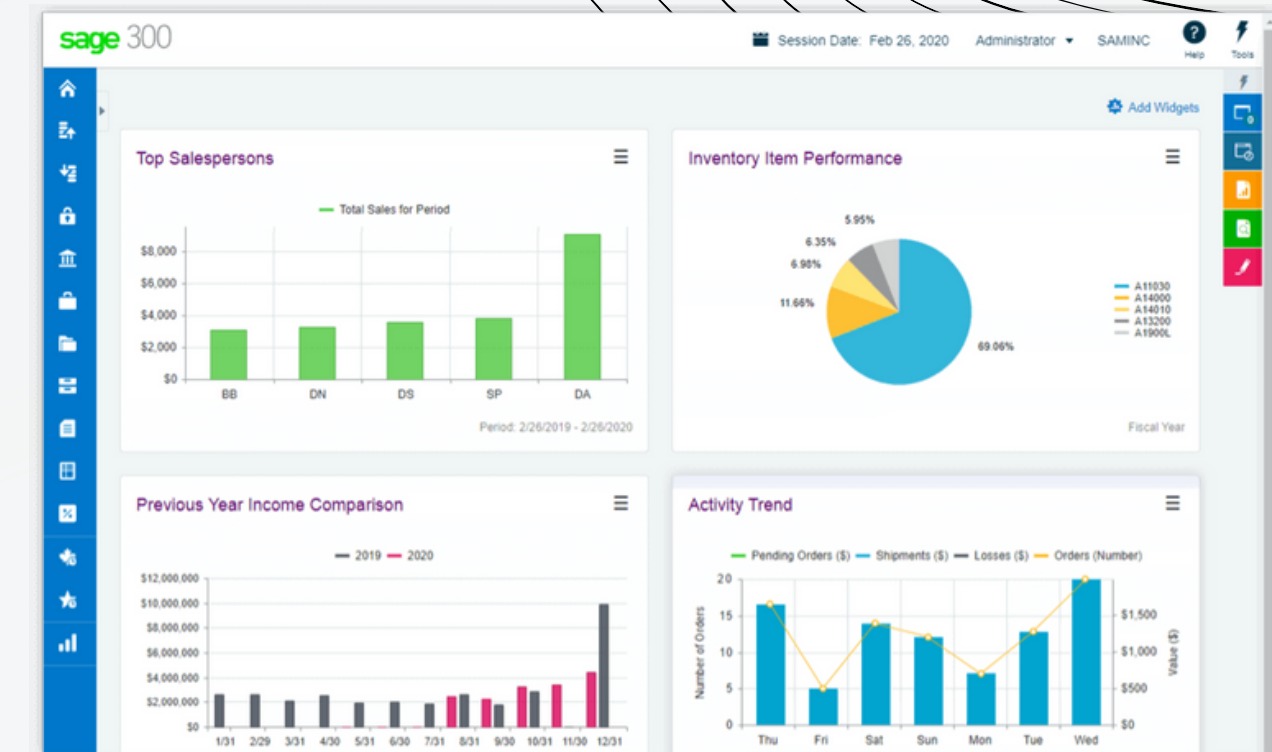 sage 300
Session Date: Feb 26, 2020 Administrator SAMINC Help Tools
Add Widgets
Top Salespersons
Total Sales for Period
$8,000
$6,000
$4,000
$2,000
$0
BB DN DS SP DA
Period: 2/26/2019 - 2/26/2020
Inventory Item Performance
5.95%
6.35%
6.98%
11.66%
69.06%
A11030
A14000
A14010
A13200
A1900L
Fiscal Year
Previous Year Income Comparison
2019 2020
$12,000,000
$10,000,000
$8,000,000
$6,000,000
$4,000,000
$2,000,000
$0
1/31 2/29 3/31 4/30 5/31 6/30 7/31 8/31 9/30 10/31 11/30 12/31
Activity Trend
Pending Orders ($) Shipments ($) Losses ($) Orders (Number)
Number of Orders
20
15
10
5
0
$1,500
$1,000
$500
$0
Value ($)
Thu Fri Sat Sun Mon Tue Wed